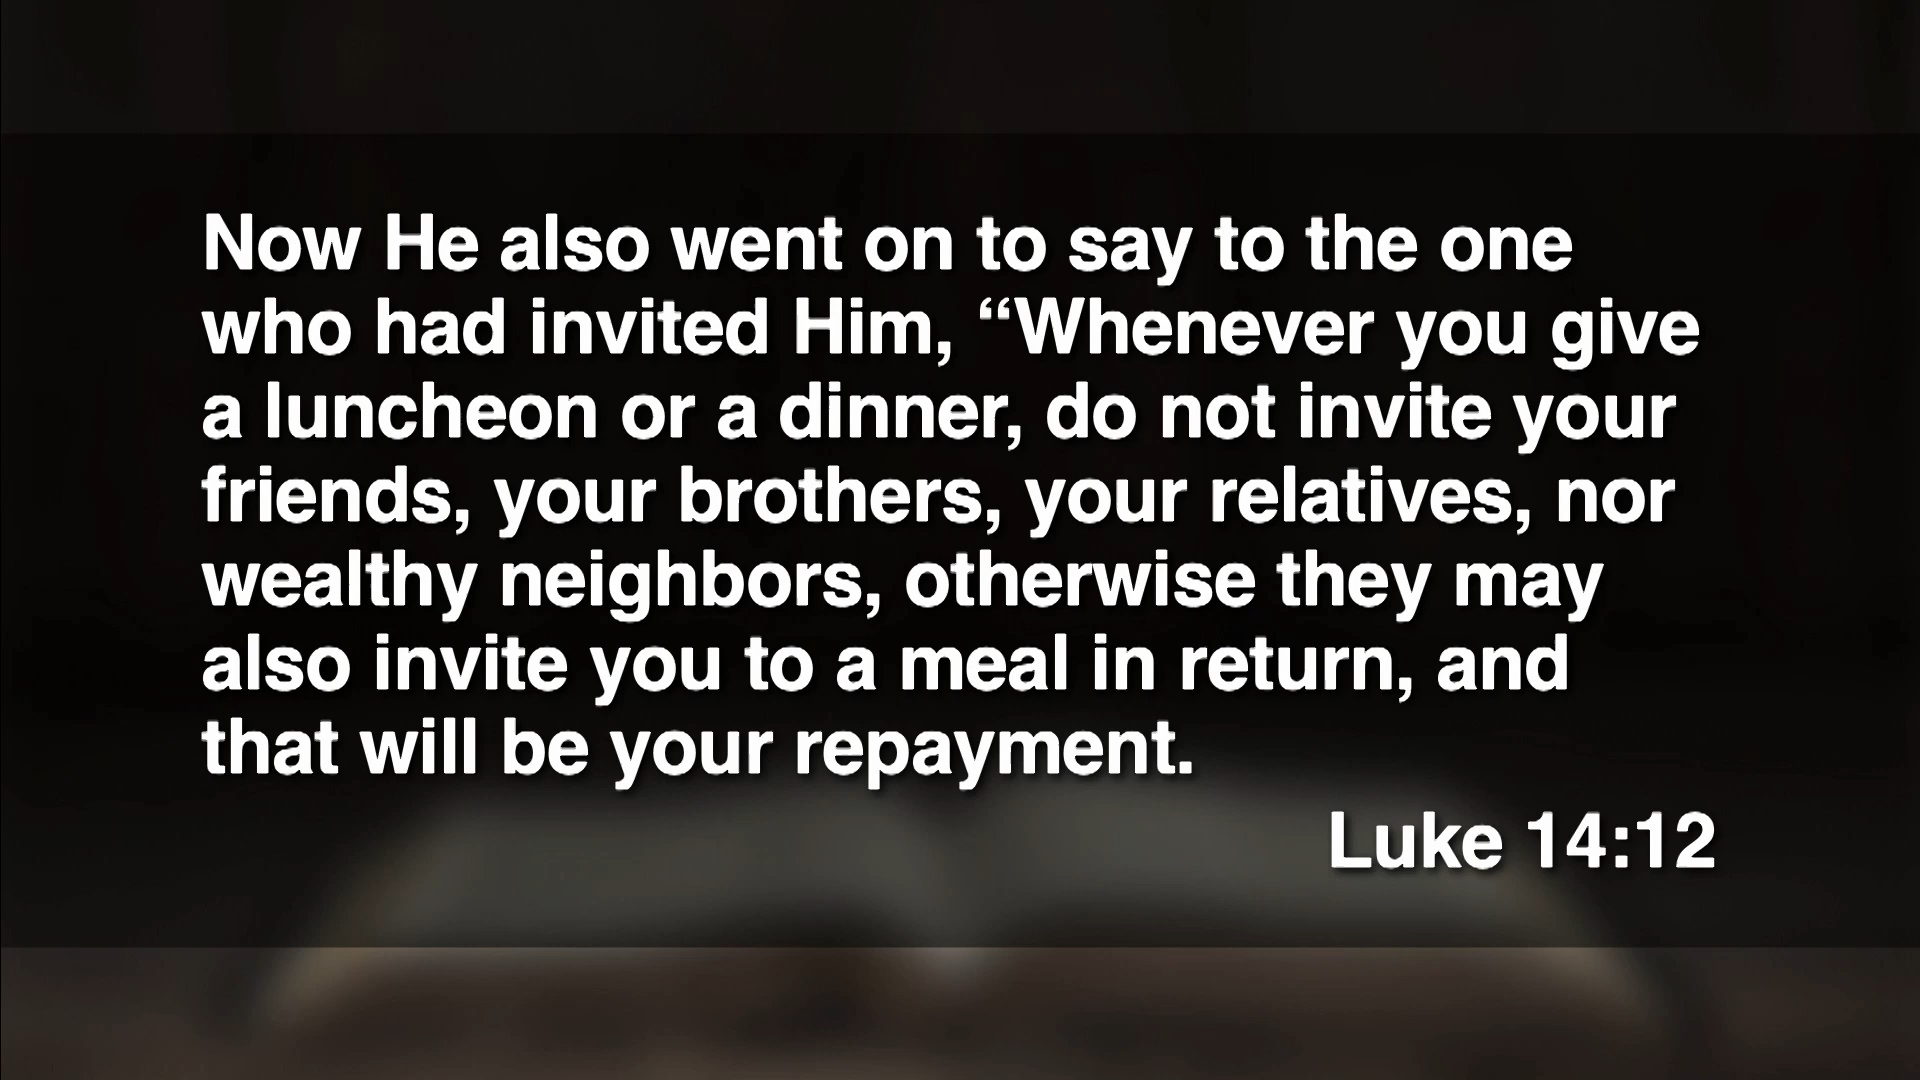 Now He also went on to say to the one
who had invited Him, “Whenever you give
a luncheon or a dinner, do not invite your
friends, your brothers, your relatives, nor
wealthy neighbors, otherwise they may
also invite you to a meal in return, and
that will be your repayment.
Luke 14:12